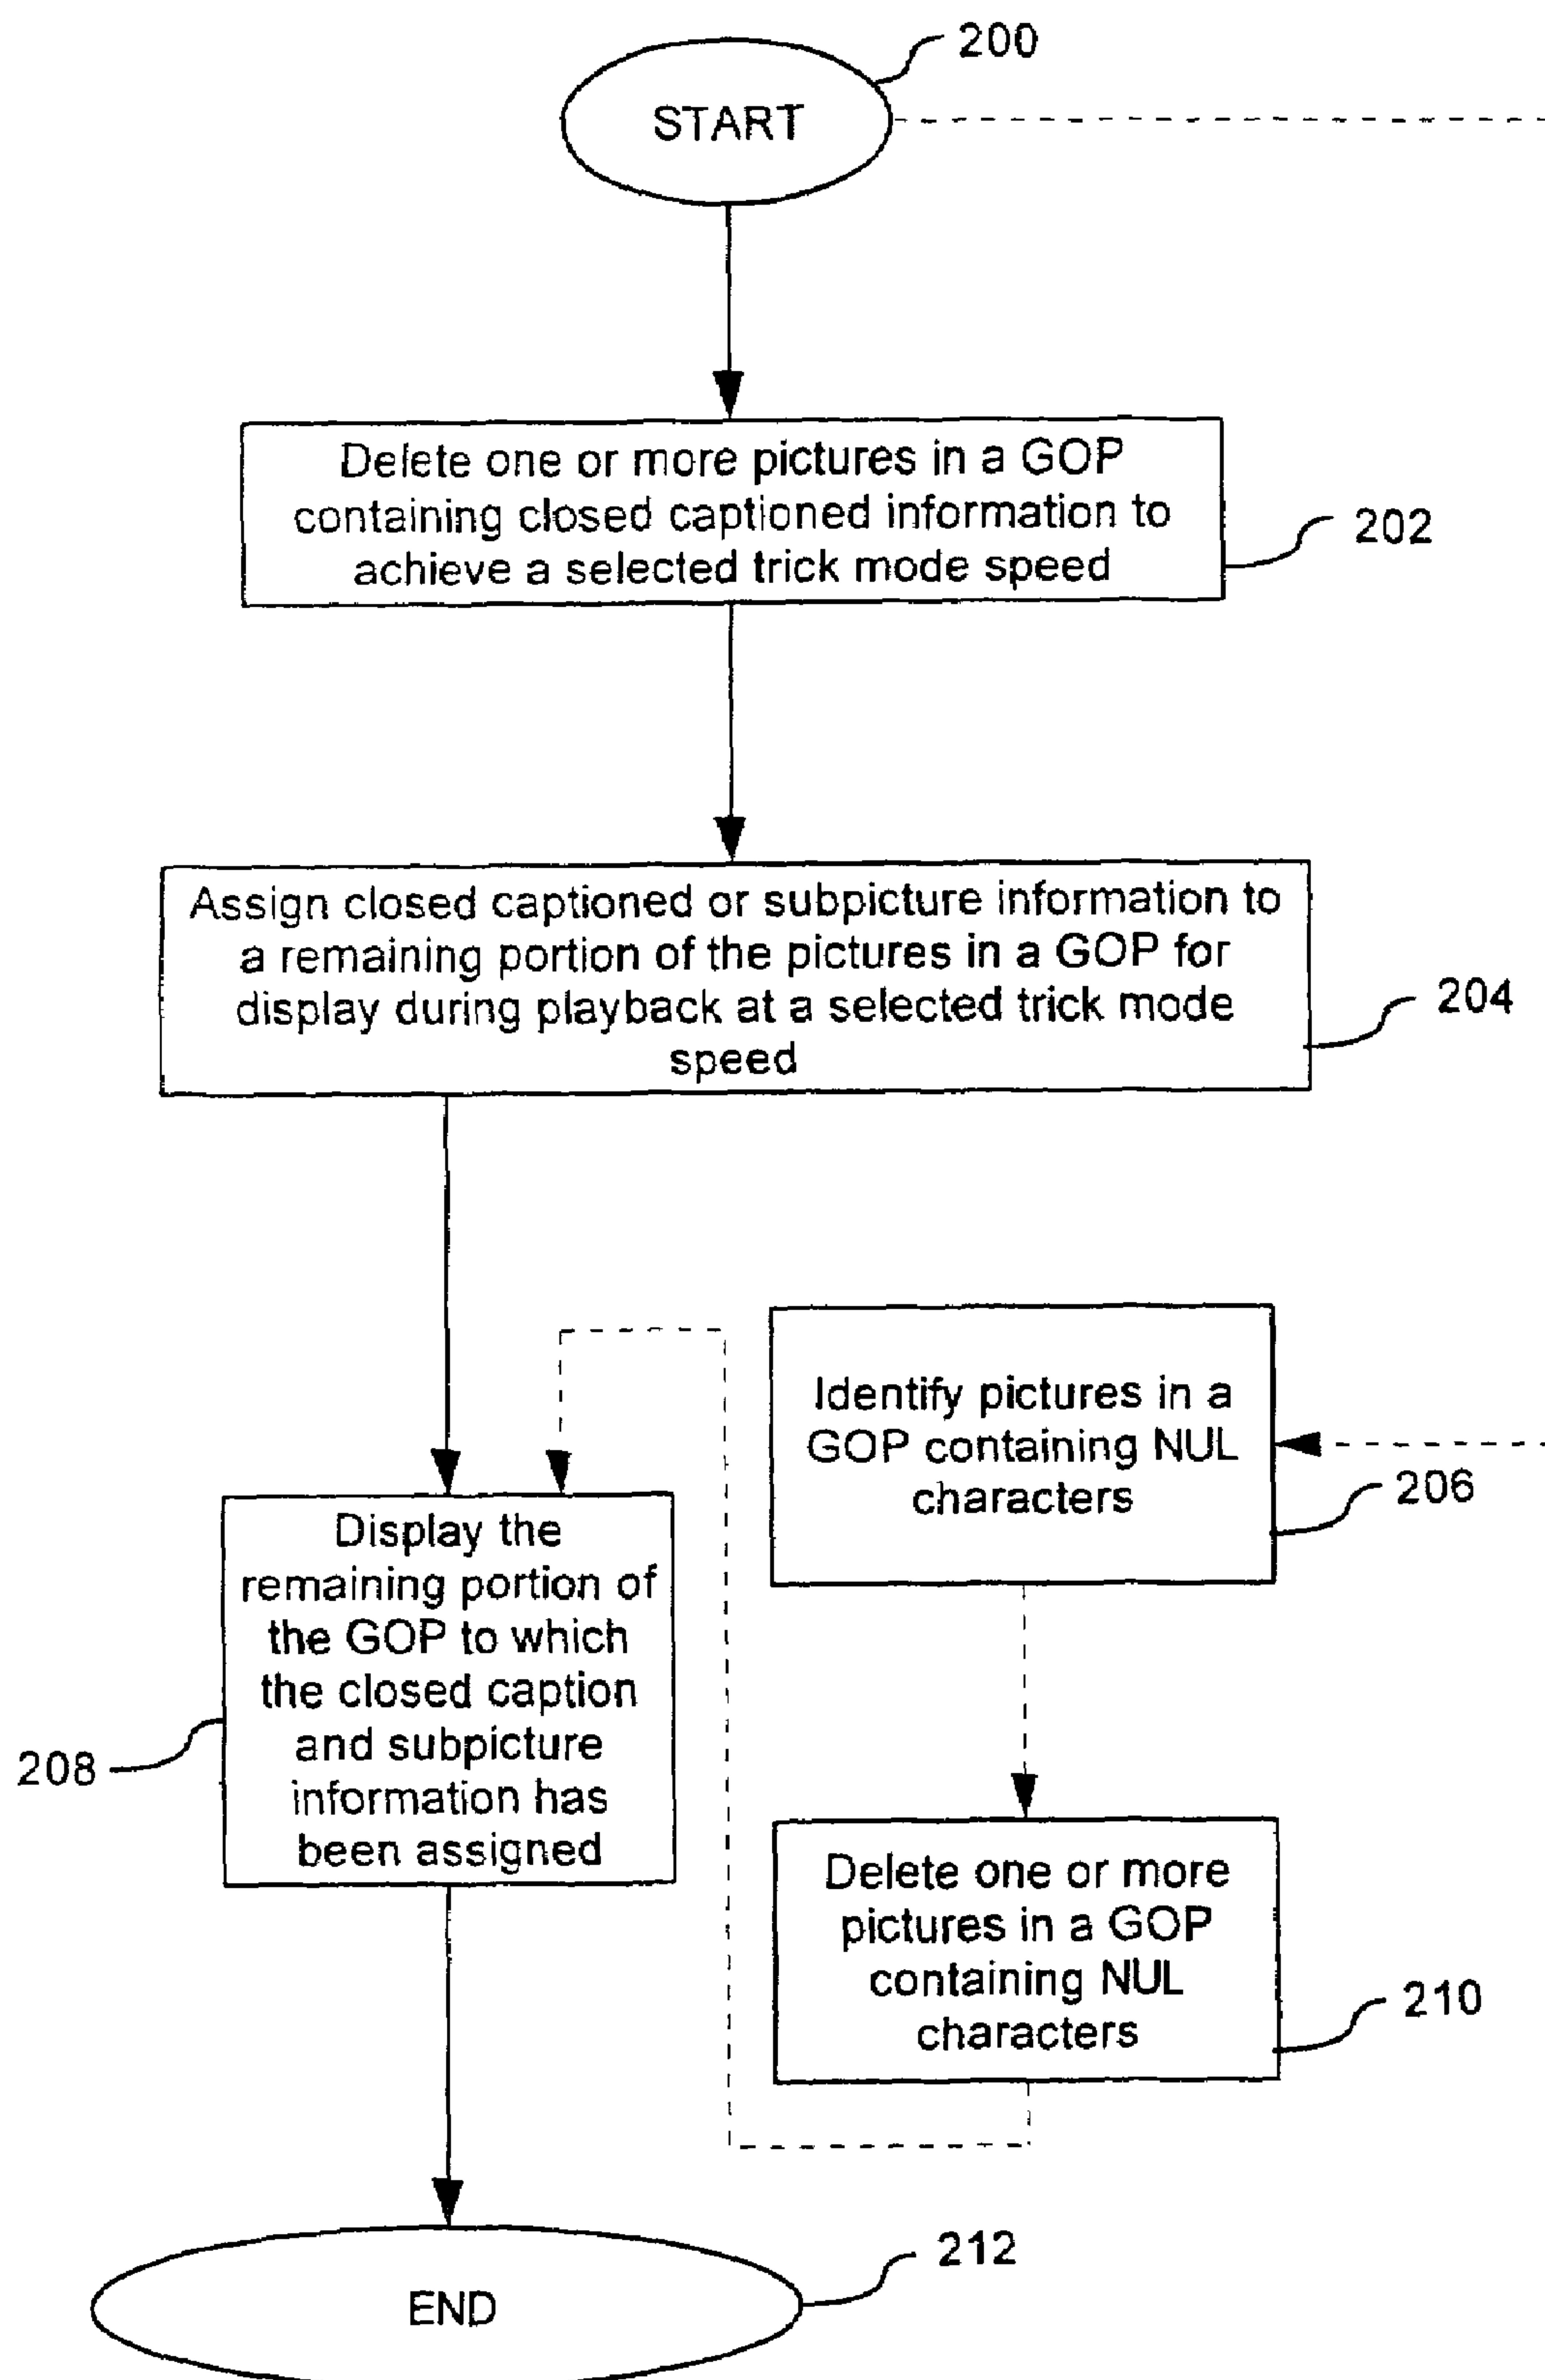 200
START
Delete one or more pictures in a GOP
containing closed captioned information to
achieve a selected trick mode speed
202
Assign closed captioned or subpicture information to
a remaining portion of the pictures in a GOP for
display during playback at a selected trick mode
speed
204
Identify pictures in a
GOP containing NUL
characters
206
Display the
remaining portion of
the GOP to which
the closed caption
and subpicture
information has
been assigned
208
Delete one or more
pictures in a GOP
containing NUL
characters
210
212
END